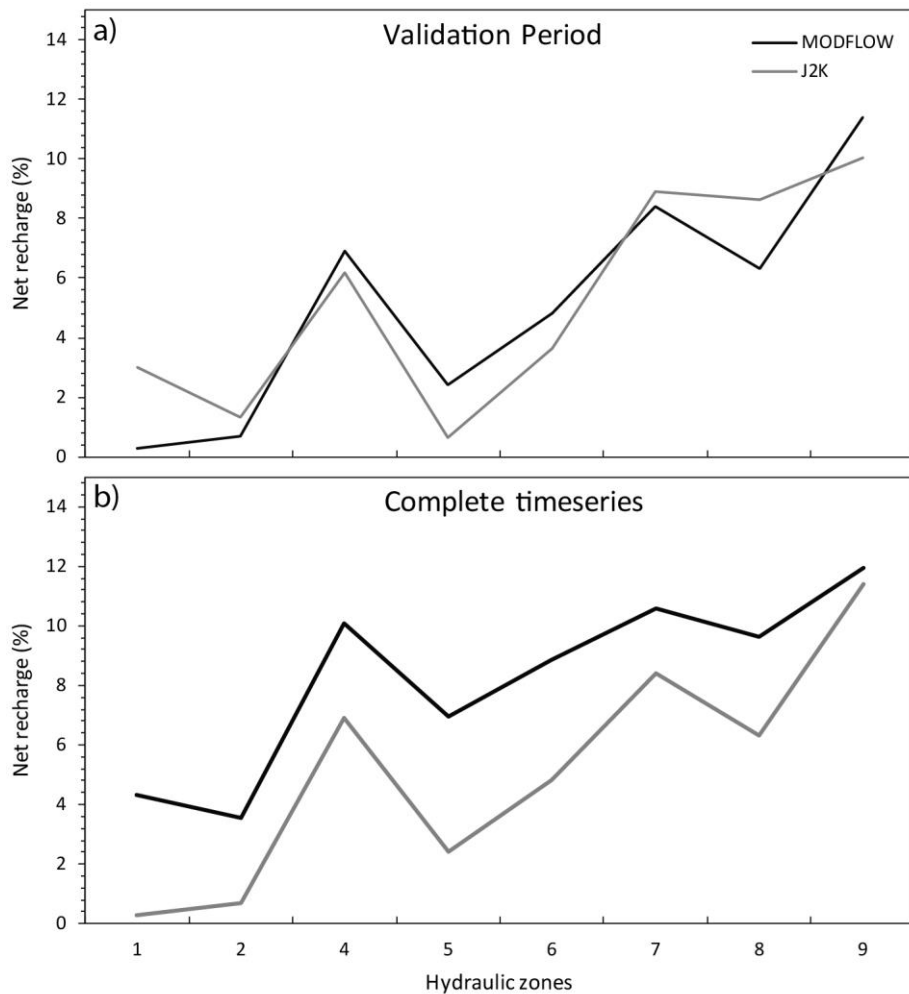 a)
Validation Period
MODFLOW
J2K
Net recharge (%)
14
12
10
8
6
4
2
0
b)
Complete timeseries
Net recharge (%)
14
12
10
8
6
4
2
0
1 2 4 5 6 7 8 9
Hydraulic zones